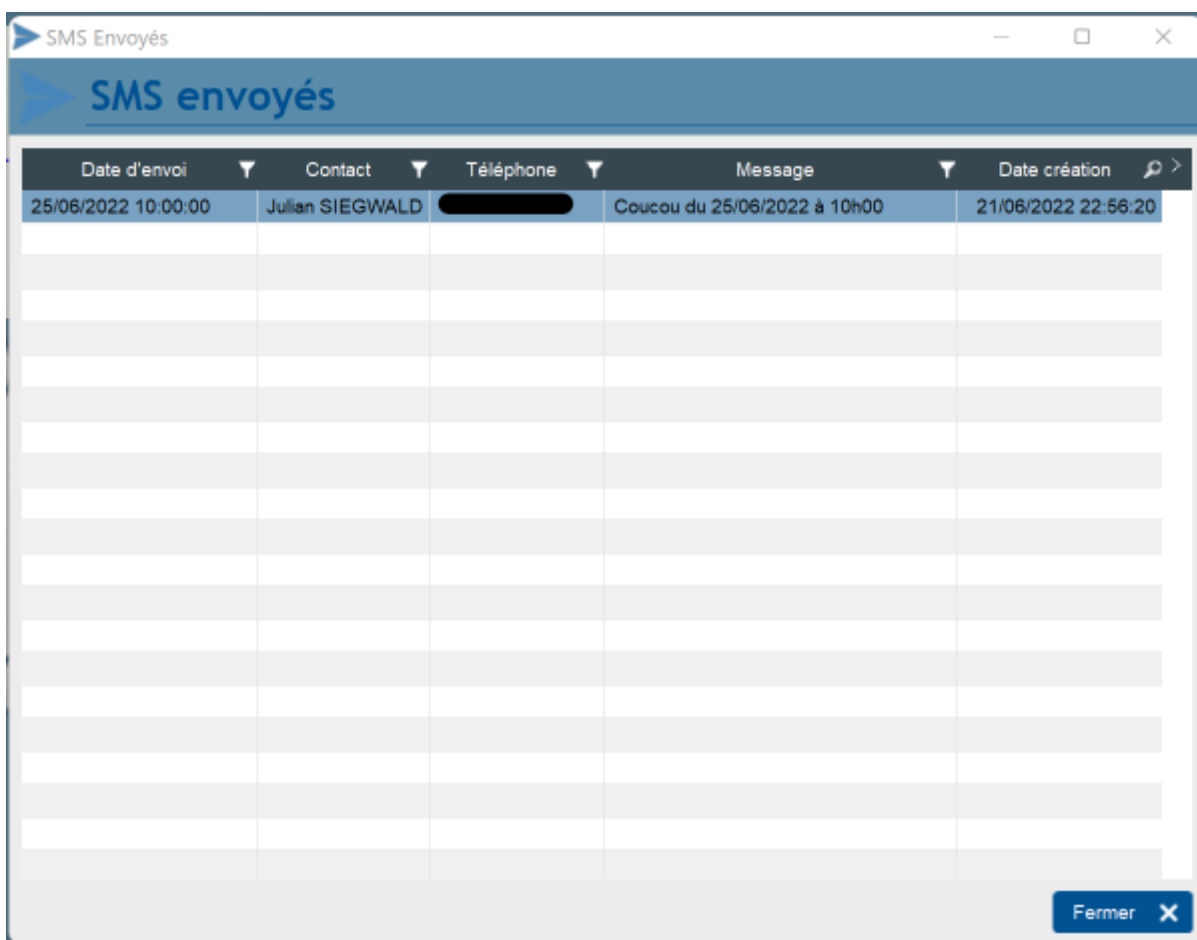 SMS Envoyés
SMS envoyés
Date d'envoi Contact Téléphone Message Date création
25/06/2022 10:00:00 Julian SIEGWALD Coucou du 25/06/2022 à 10h00 21/06/2022 22:56:20
Fermer